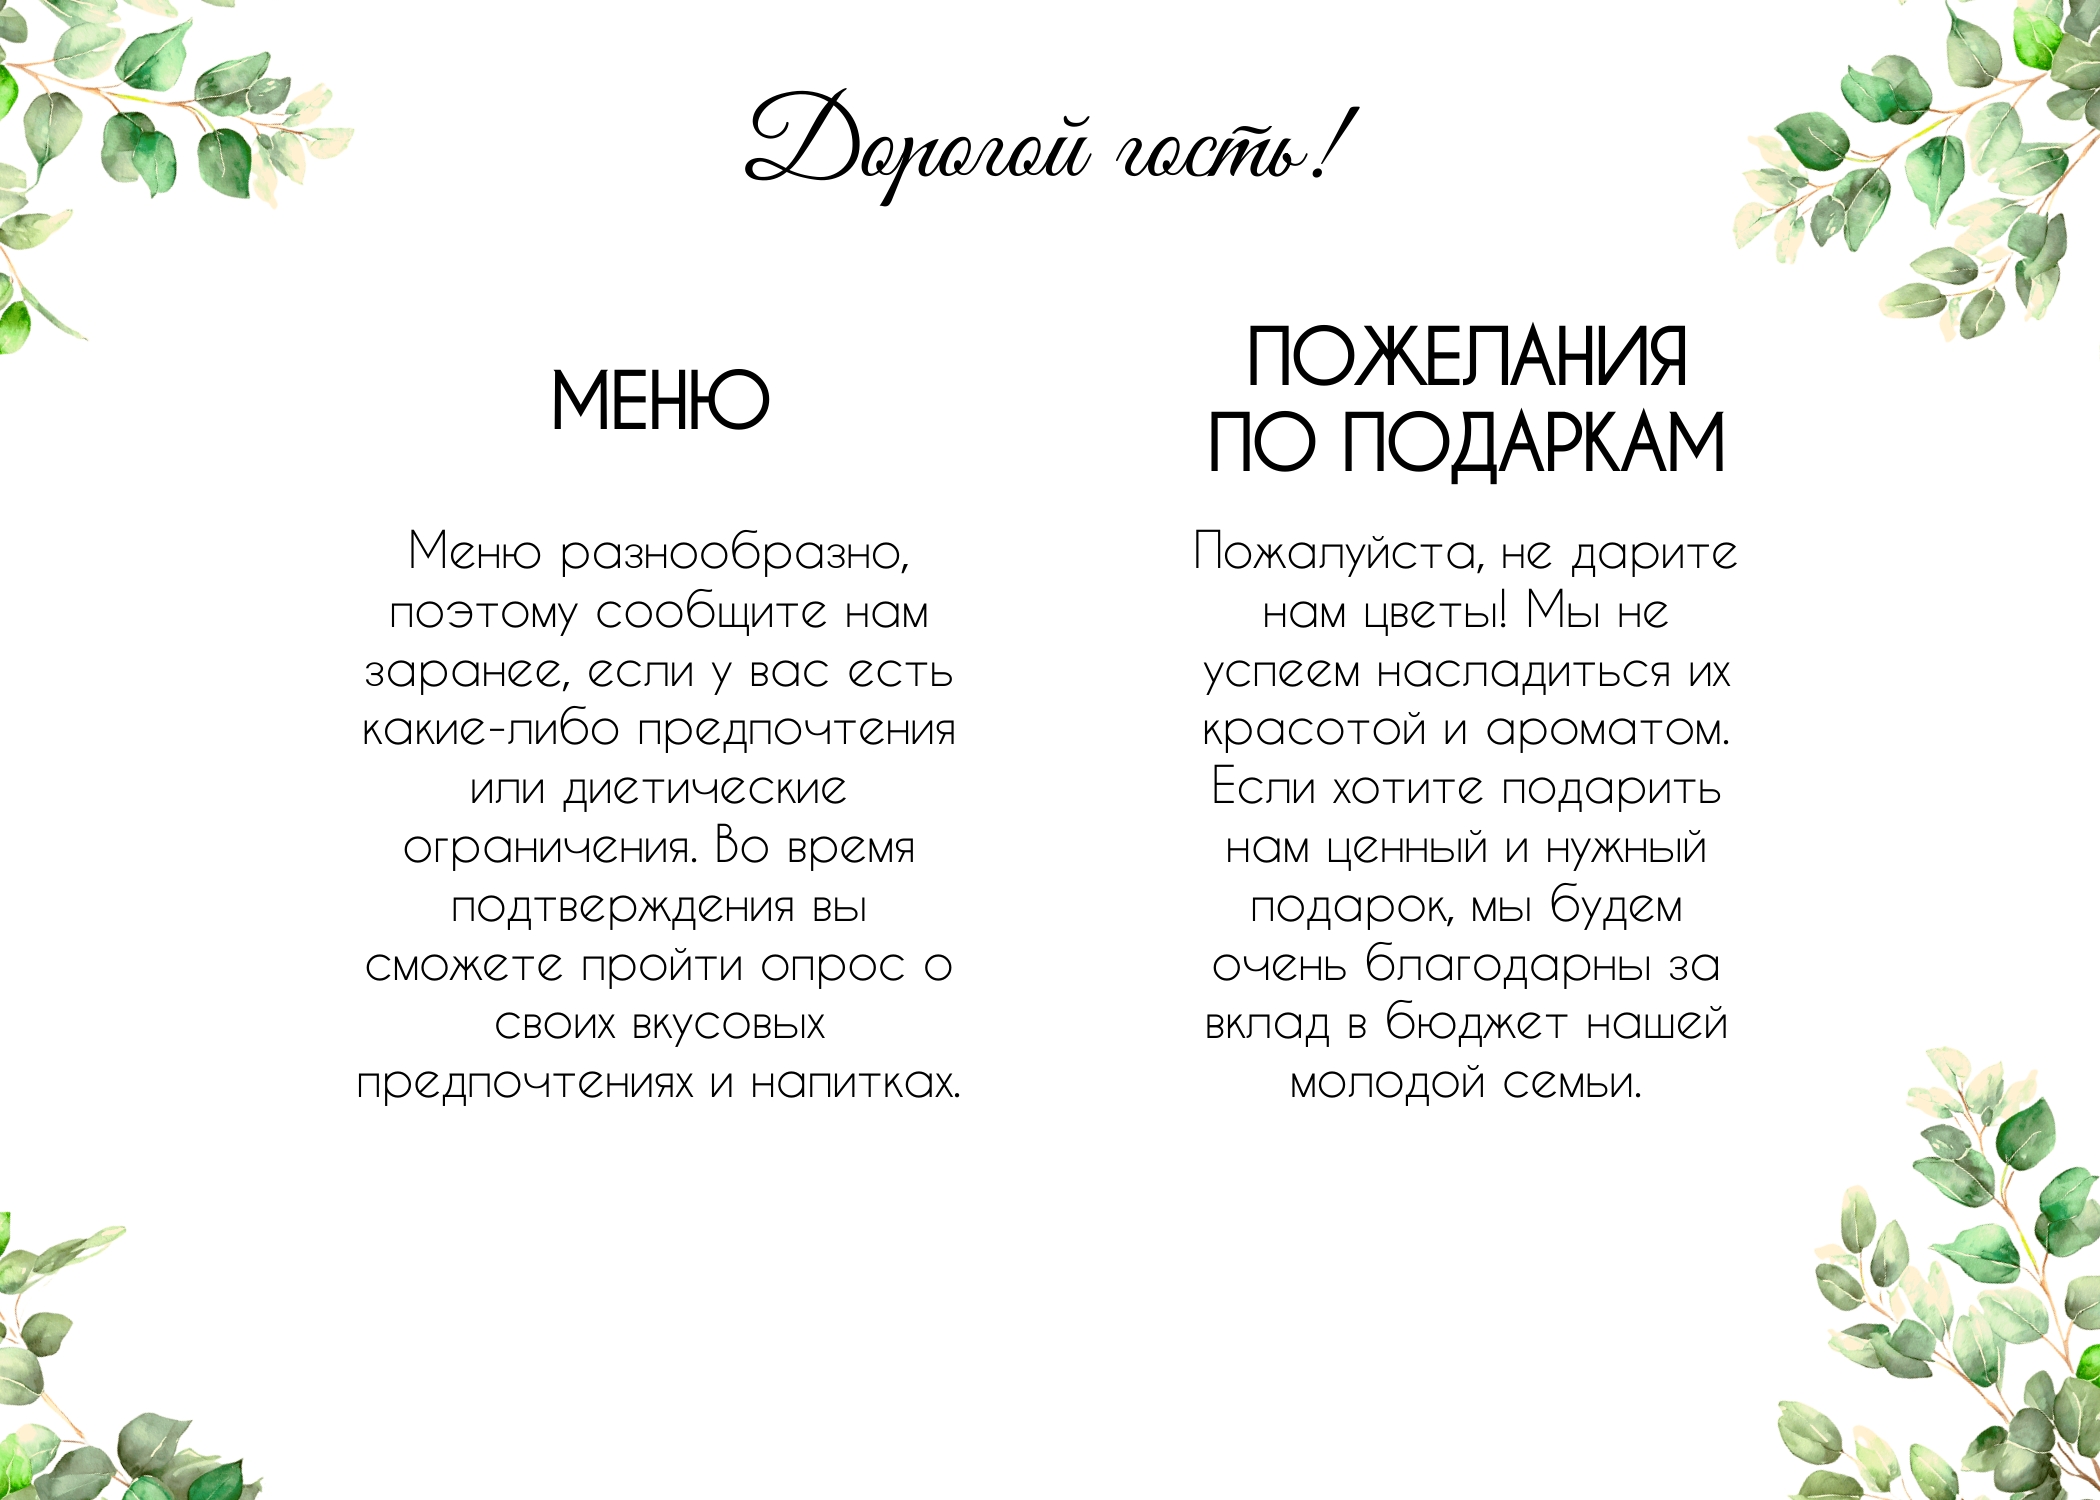 Дорогой гость!
МЕНЮ
Меню разнообразно,
поэтому сообщите нам
заранее, если у вас есть
какие-либо предпочтения
или диетические
ограничения. Во время
подтверждения вы
сможете пройти опрос о
своих вкусовых
предпочтениях и напитках.
ПОЖЕЛАНИЯ
ПО ПОДАРКАМ
Пожалуйста, не дарите
нам цветы! Мы не
успеем насладиться их
красотой и ароматом.
Если хотите подарить
нам ценный и нужный
подарок, мы будем
очень благодарны за
вклад в бюджет нашей
молодой семьи.